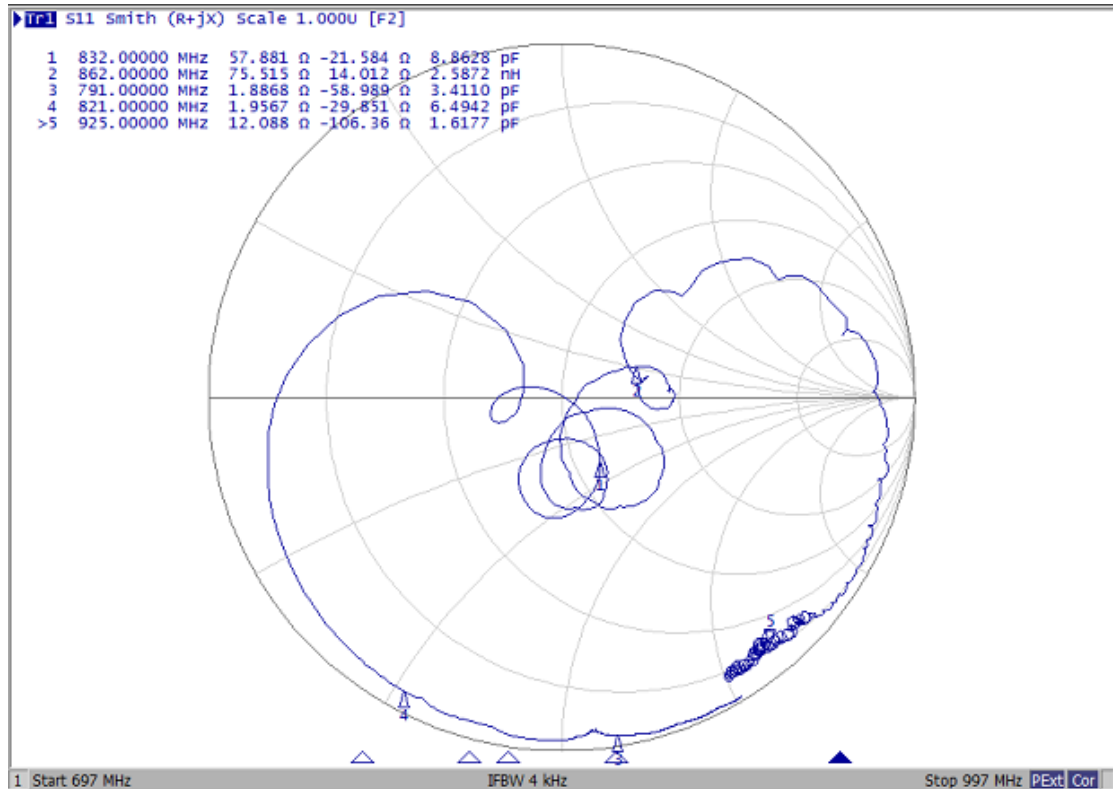 Tr1 S11 Smith (R+jX) Scale 1.000U [F2]
1 832.00000 MHz 57.881 Ω -21.584 Ω 8.8628 pF
2 862.00000 MHz 75.515 Ω 14.012 Ω 2.5872 nH
3 791.00000 MHz 1.8868 Ω -58.989 Ω 3.4110 pF
4 821.00000 MHz 1.9567 Ω -29.851 Ω 6.4942 pF
>5 925.00000 MHz 12.088 Ω -106.36 Ω 1.6177 pF
1
5
4
3
1 Start 697 MHz IFBW 4 kHz Stop 997 MHz PExt Cor